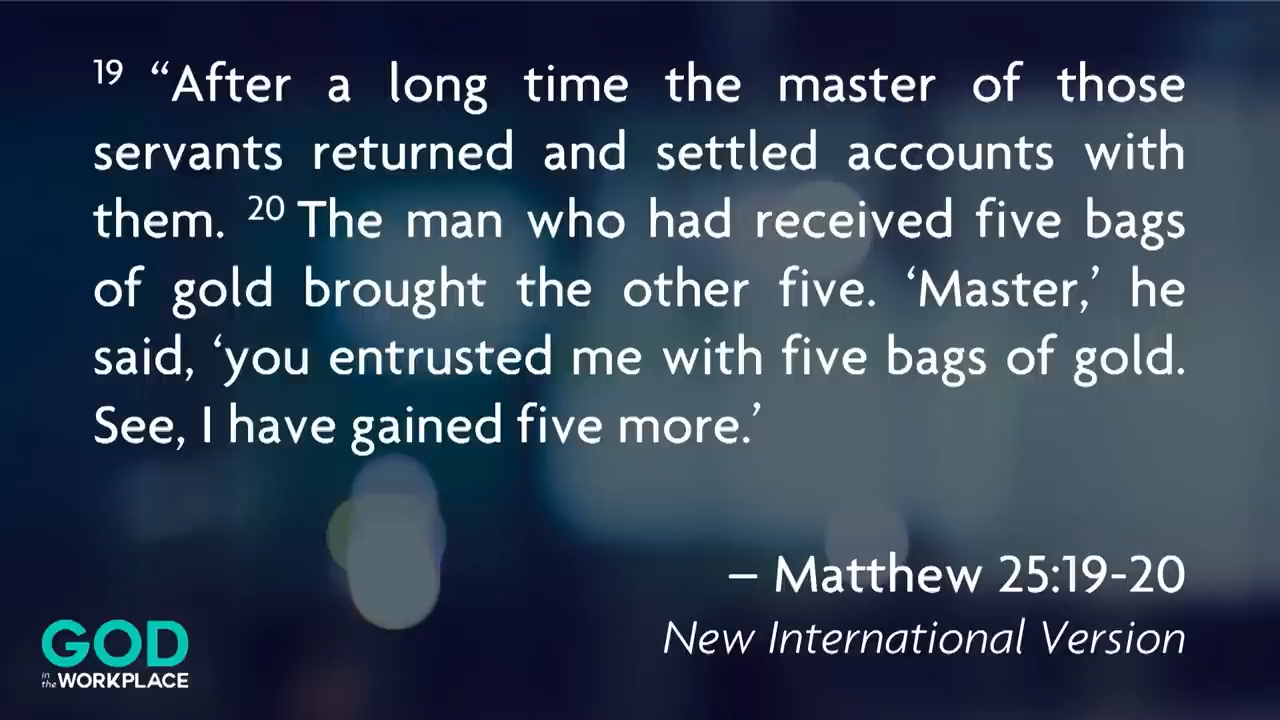 19 “After a long time the master of those
servants returned and settled accounts with
them. 20 The man who had received five bags
of gold brought the other five. ‘Master,’ he
said, ‘you entrusted me with five bags of gold.
See, I have gained five more.’
– Matthew 25:19-20
New International Version
GOD
in the WORKPLACE